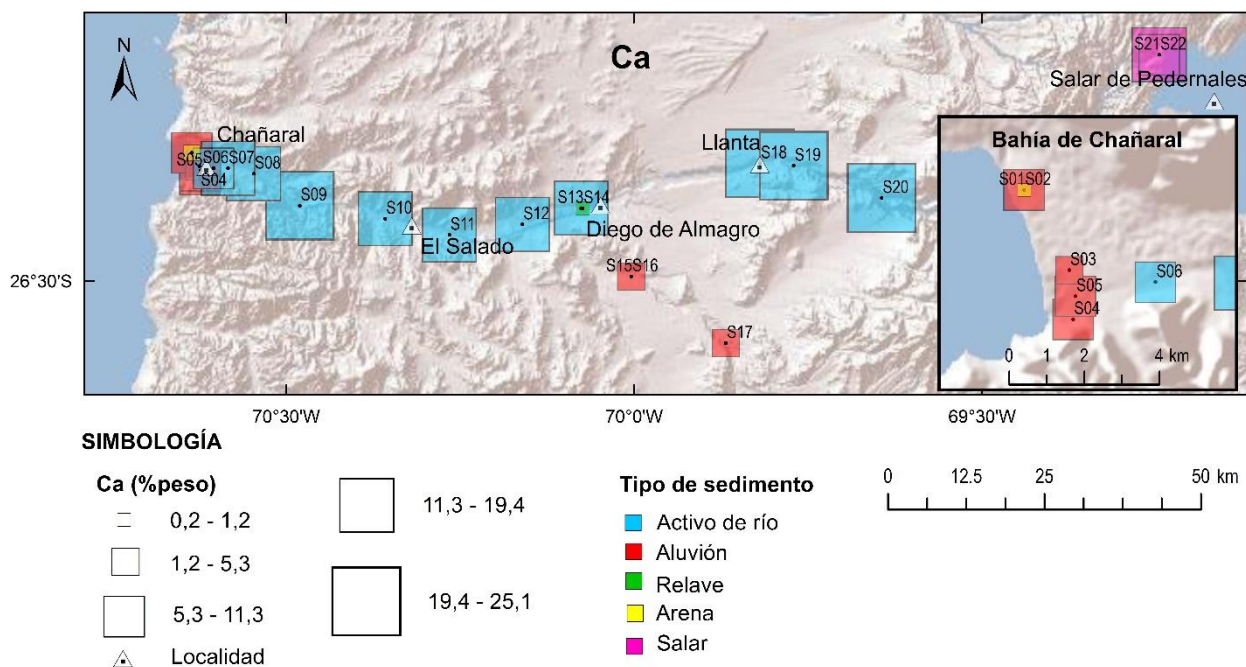 N
Ca
S21S22
Salar de Pedernales
Chañaral
Llanta
Bahía de Chañaral
S05
S06
S07
S08
S04
S18
S19
S01S02
S09
S10
S11
S12
S13S14
S20
El Salado
Diego de Almagro
S03
S05
S06
S04
26°30'S
S15S16
S17
0 1 2 4 km
70°30'W
70°0'W
69°30'W
SIMBOLOGÍA
Ca (%peso)
0,2 - 1,2
1,2 - 5,3
5,3 - 11,3
Localidad
11,3 - 19,4
19,4 - 25,1
Tipo de sedimento
Activo de río
Aluvión
Relave
Arena
Salar
0 12.5 25 50 km